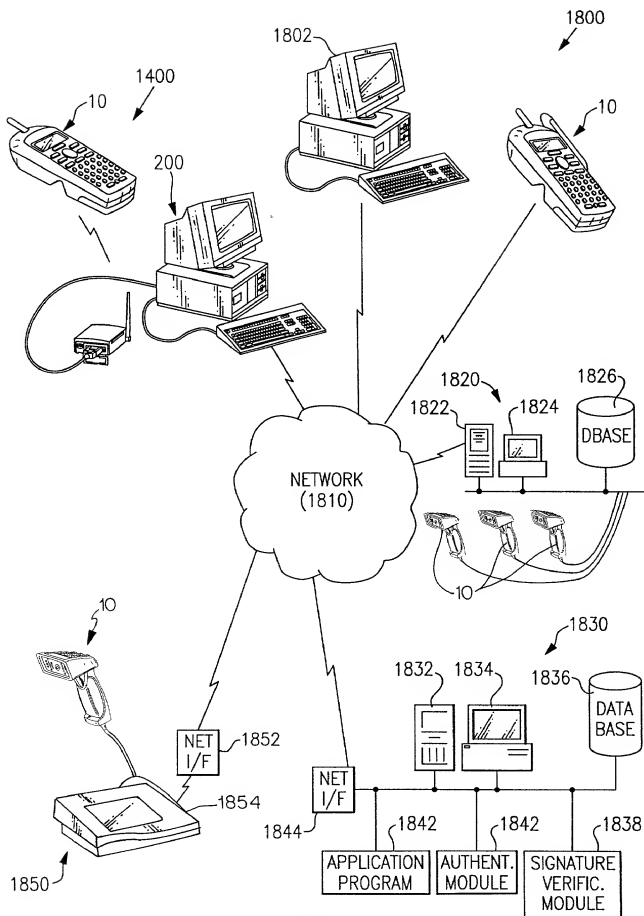 1802
1800
1400
10
10
200
1820
1826
1822
1824
DBASE
NETWORK
(1810)
10
10
1830
1832
1834
1836
DATA
BASE
NET
I/F
1852
NET
I/F
1854
1844
1842
1842
1838
1850
APPLICATION
PROGRAM
AUTHENT.
MODULE
SIGNATURE
VERIFIC.
MODULE